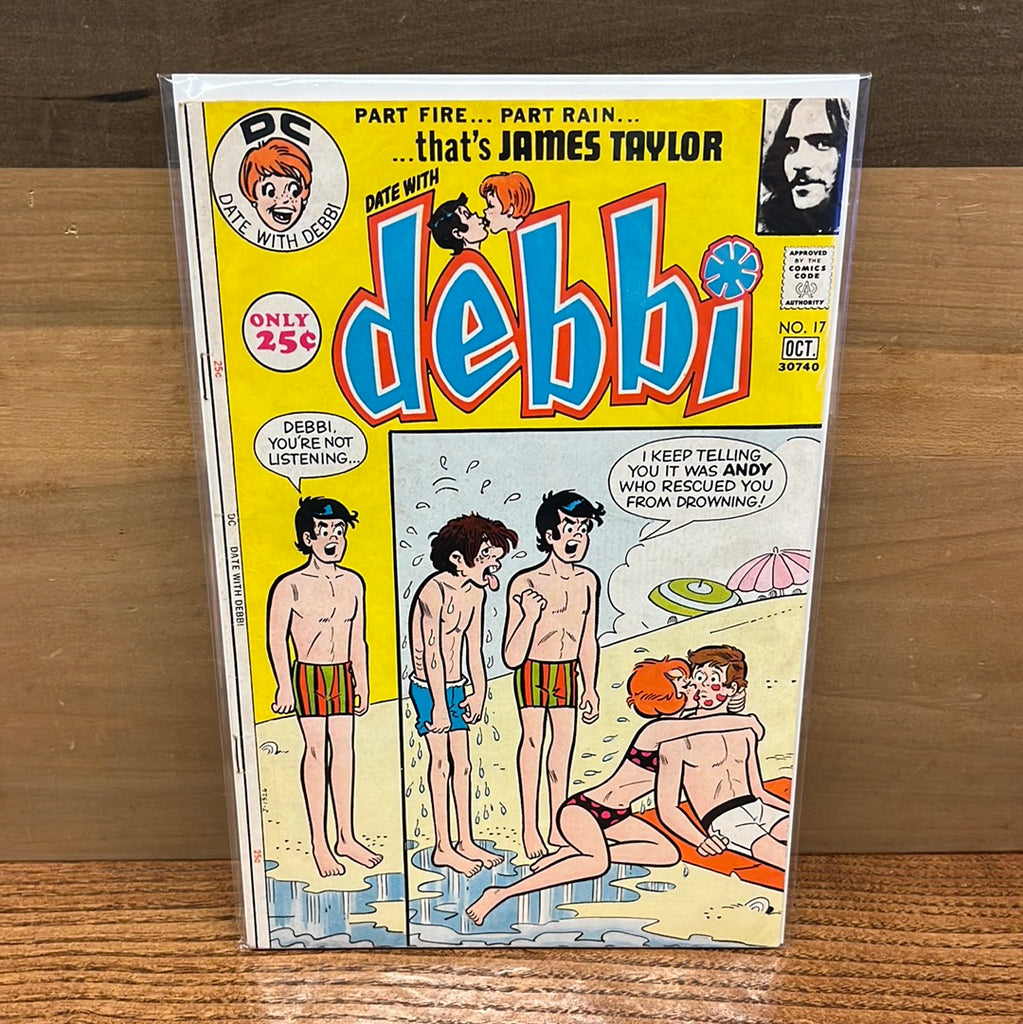 PART FIRE... PART RAIN...
...that's JAMES TAYLOR
DC
DATE WITH DEBBI
DATE WITH
debbi
APPROVED
BY THE
COMICS
CODE
CA
AUTHORITY
ONLY
25¢
NO. 17
OCT.
30740
25¢
DEBBI,
YOU'RE NOT
LISTENING...
I KEEP TELLING
YOU IT WAS ANDY
WHO RESCUED YOU
FROM DROWNING!
DC DATE WITH DEBBI
J-1326
25¢